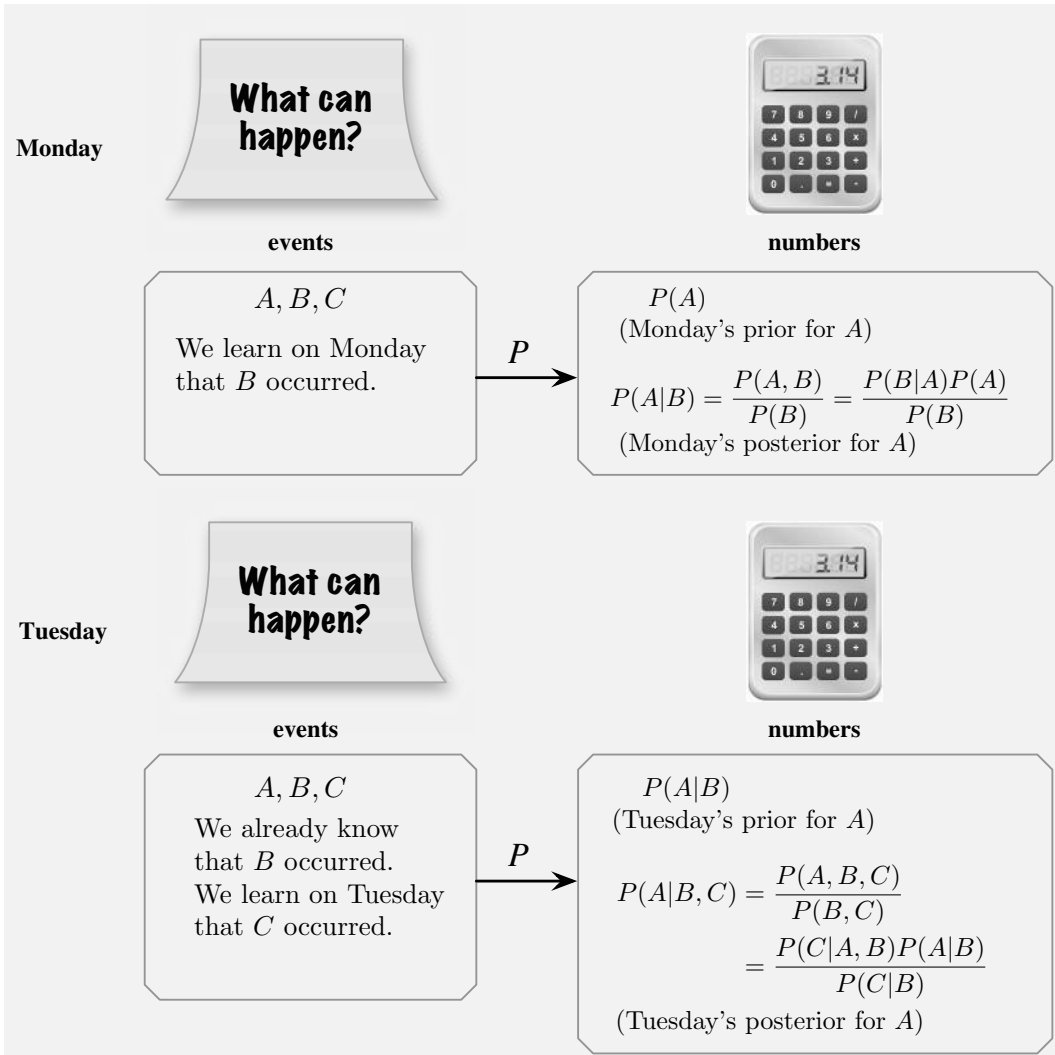 What can
happen?
3.14
7 8 9 /
4 5 6 x
1 2 3 +
0 . = -
Monday
events
numbers
A, B, C
We learn on Monday
that B occurred.
P
P(A)
(Monday's prior for A)
P(A|B) = P(A, B) / P(B) = P(B|A)P(A) / P(B)
(Monday's posterior for A)
What can
happen?
3.14
7 8 9 /
4 5 6 x
1 2 3 +
0 . = -
Tuesday
events
numbers
A, B, C
We already know
that B occurred.
We learn on Tuesday
that C occurred.
P
P(A|B)
(Tuesday's prior for A)
P(A|B, C) = P(A, B, C) / P(B, C)
= P(C|A, B)P(A|B) / P(C|B)
(Tuesday's posterior for A)